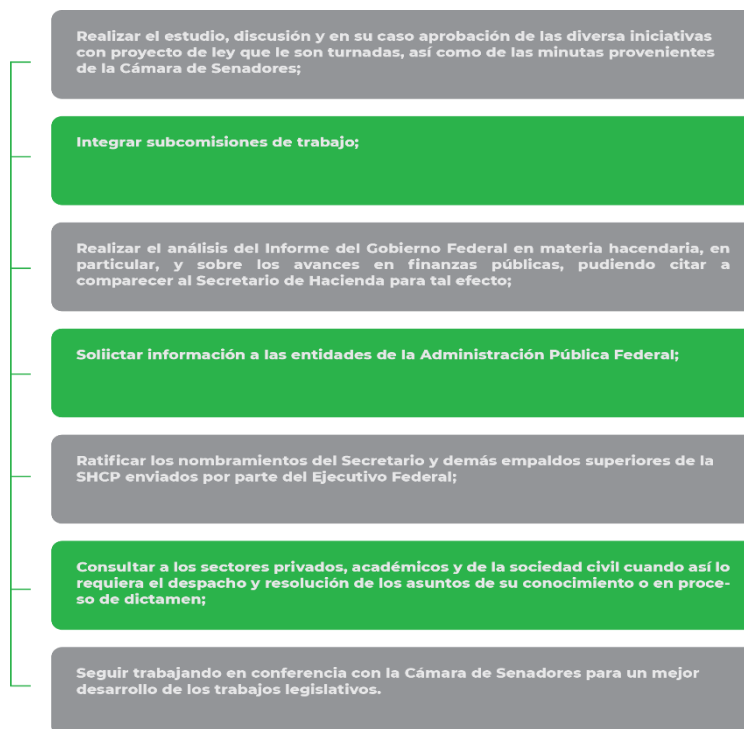 Realizar el estudio, discusión y en su caso aprobación de las diversa iniciativas
con proyecto de ley que le son turnadas, así como de las minutas provenientes
de la Cámara de Senadores;
Integrar subcomisiones de trabajo;
Realizar el análisis del Informe del Gobierno Federal en materia hacendaria, en
particular, y sobre los avances en finanzas públicas, pudiendo citar a
comparecer al Secretario de Hacienda para tal efecto;
Soliictar información a las entidades de la Administración Pública Federal;
Ratificar los nombramientos del Secretario y demás empaldos superiores de la
SHCP enviados por parte del Ejecutivo Federal;
Consultar a los sectores privados, académicos y de la sociedad civil cuando así lo
requiera el despacho y resolución de los asuntos de su conocimiento o en proce-
so de dictamen;
Seguir trabajando en conferencia con la Cámara de Senadores para un mejor
desarrollo de los trabajos legislativos.